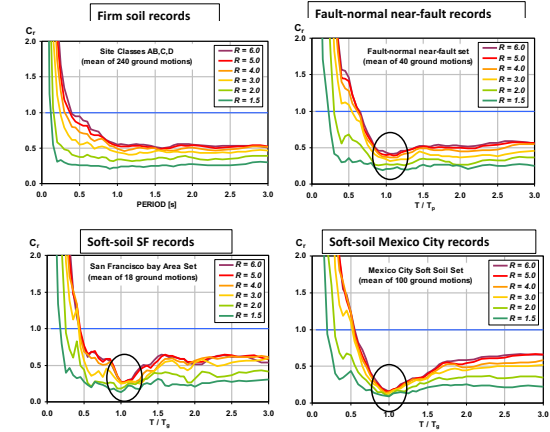 Firm soil records
Cr
2.0
1.5
1.0
0.5
0.0
Site Classes AB,C,D
(mean of 240 ground motions)
R = 6.0
R = 5.0
R = 4.0
R = 3.0
R = 2.0
R = 1.5
0.0 0.5 1.0 1.5 2.0 2.5 3.0
PERIOD [s]
Fault-normal near-fault records
Cr
2.0
1.5
1.0
0.5
0.0
Fault-normal near-fault set
(mean of 40 ground motions)
R = 6.0
R = 5.0
R = 4.0
R = 3.0
R = 2.0
R = 1.5
0.0 0.5 1.0 1.5 2.0 2.5 3.0
T / Tp
Soft-soil SF records
Cr
2.0
1.5
1.0
0.5
0.0
San Francisco bay Area Set
(mean of 18 ground motions)
R = 6.0
R = 5.0
R = 4.0
R = 3.0
R = 2.0
R = 1.5
0.0 0.5 1.0 1.5 2.0 2.5 3.0
T / Tg
Soft-soil Mexico City records
Cr
2.0
1.5
1.0
0.5
0.0
Mexico City Soft Soil Set
(mean of 100 ground motions)
R = 6.0
R = 5.0
R = 4.0
R = 3.0
R = 2.0
R = 1.5
0.0 0.5 1.0 1.5 2.0 2.5 3.0
T / Tg